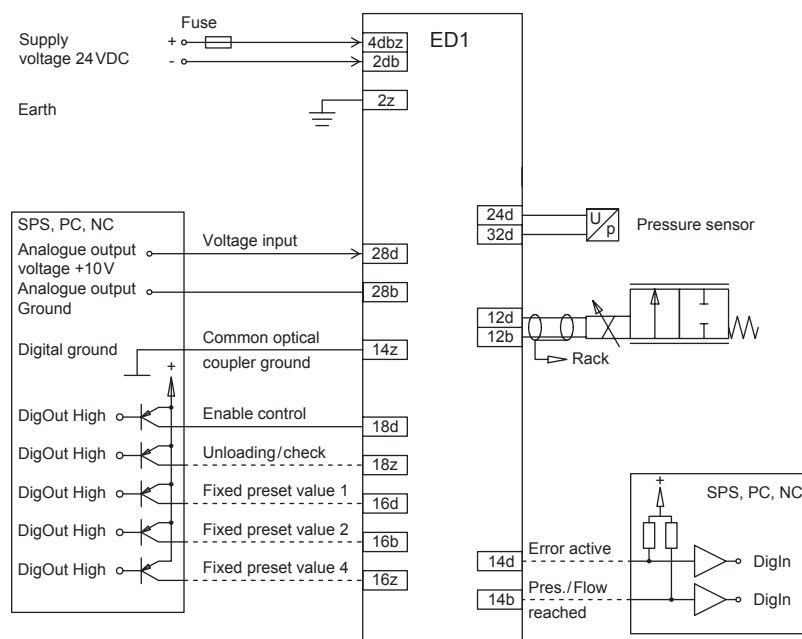 Fuse
Supply
voltage 24 VDC
+
-
4dbz
2db
ED1
Earth
2z
24d
32d
U
p
Pressure sensor
SPS, PC, NC
Analogue output
voltage +10 V
Voltage input
28d
Analogue output
Ground
28b
12d
12b
Rack
Digital ground
Common optical
coupler ground
14z
+
DigOut High
Enable control
18d
DigOut High
Unloading/check
18z
DigOut High
Fixed preset value 1
16d
DigOut High
Fixed preset value 2
16b
DigOut High
Fixed preset value 4
16z
+
SPS, PC, NC
14d
Error active
DigIn
14b
Pres./Flow
reached
DigIn